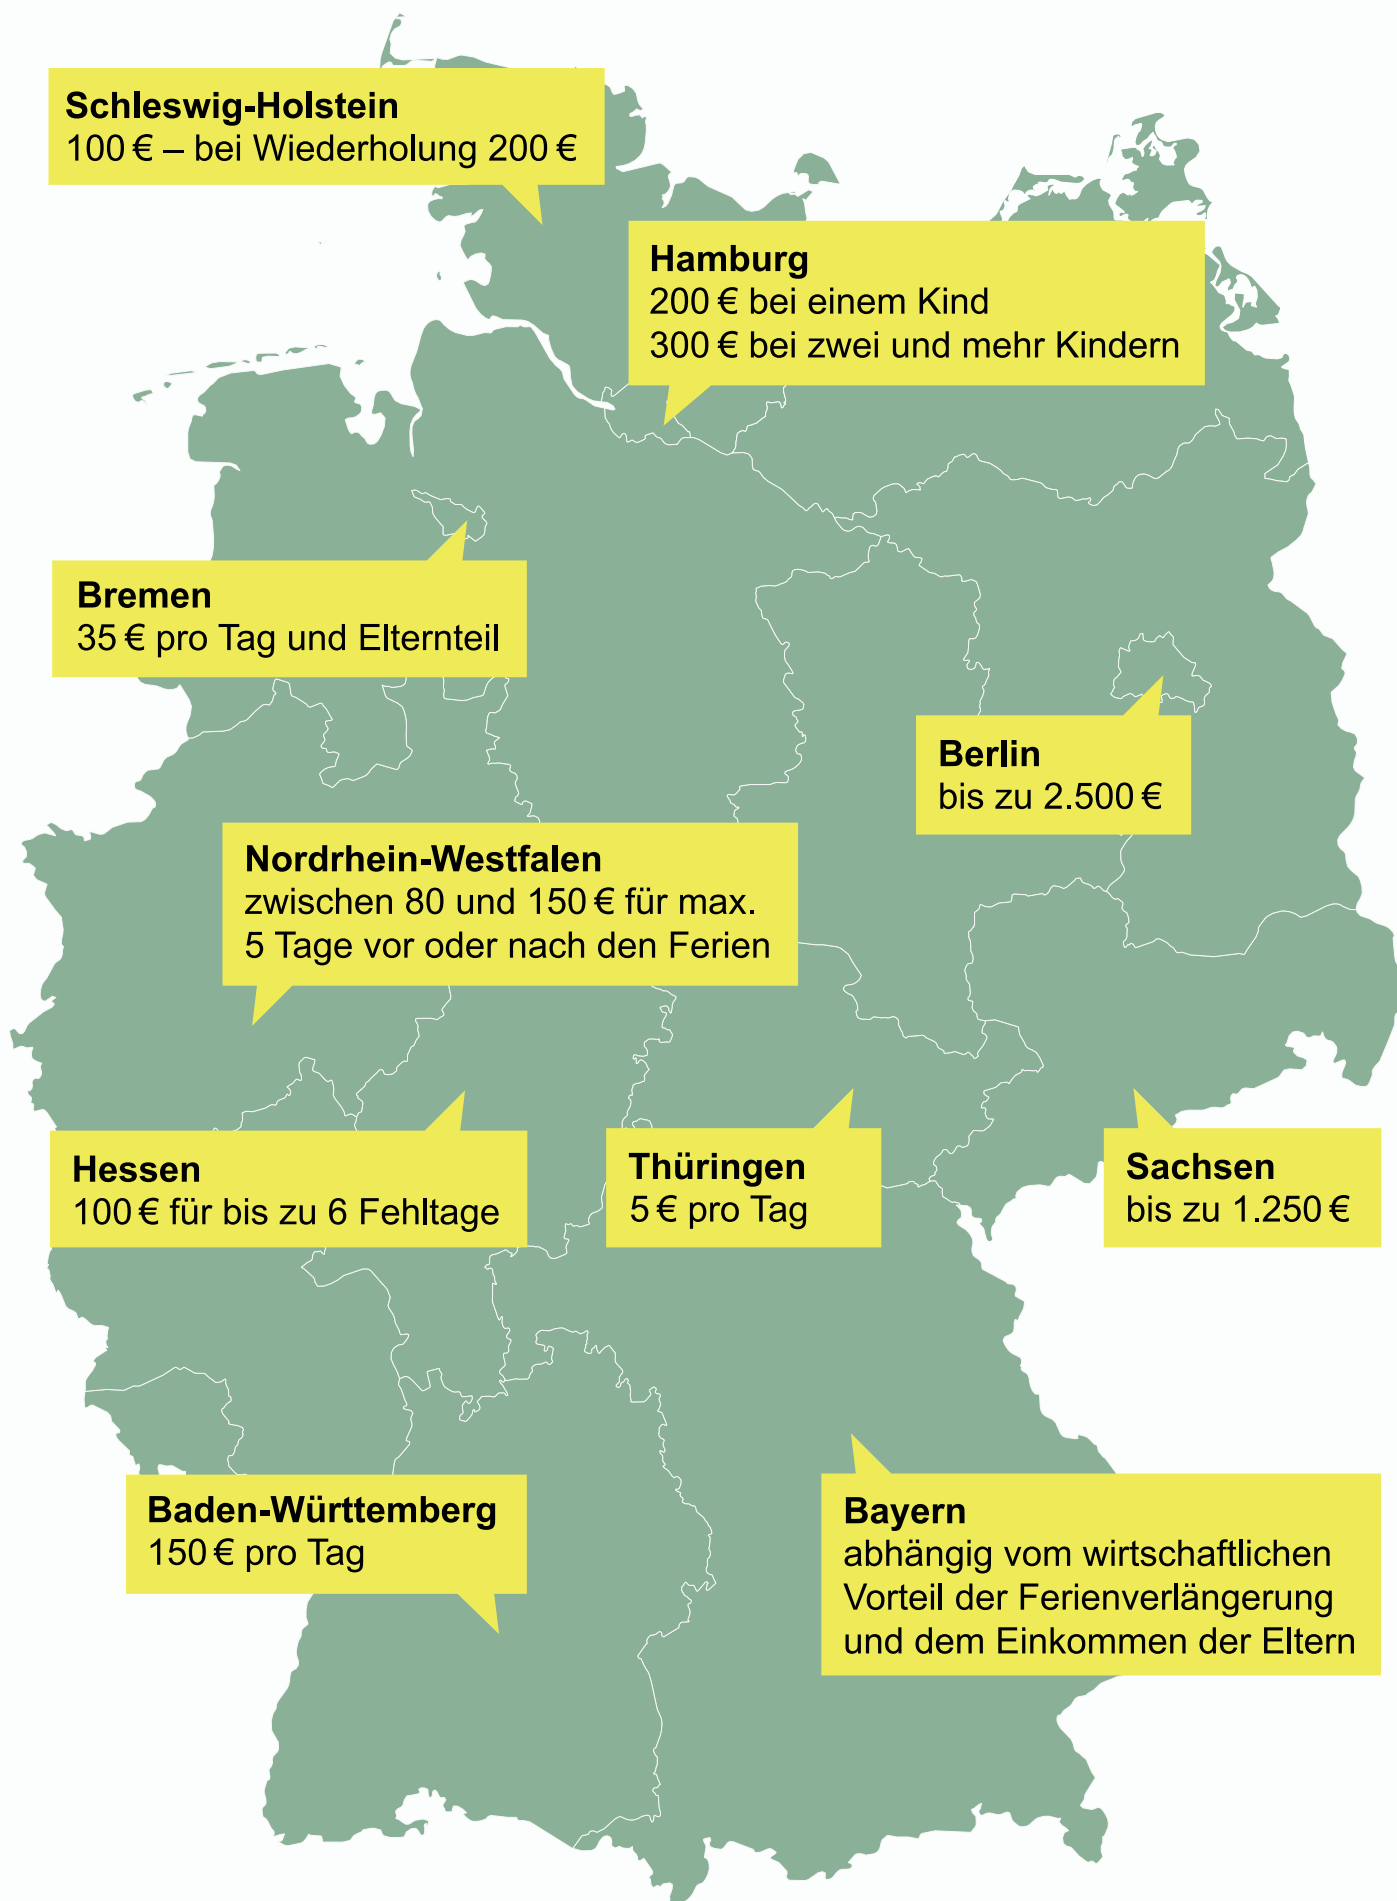 Schleswig-Holstein
100 € – bei Wiederholung 200 €
Hamburg
200 € bei einem Kind
300 € bei zwei und mehr Kindern
Bremen
35 € pro Tag und Elternteil
Berlin
bis zu 2.500 €
Nordrhein-Westfalen
zwischen 80 und 150 € für max.
5 Tage vor oder nach den Ferien
Hessen
100 € für bis zu 6 Fehltage
Thüringen
5 € pro Tag
Sachsen
bis zu 1.250 €
Baden-Württemberg
150 € pro Tag
Bayern
abhängig vom wirtschaftlichen
Vorteil der Ferienverlängerung
und dem Einkommen der Eltern